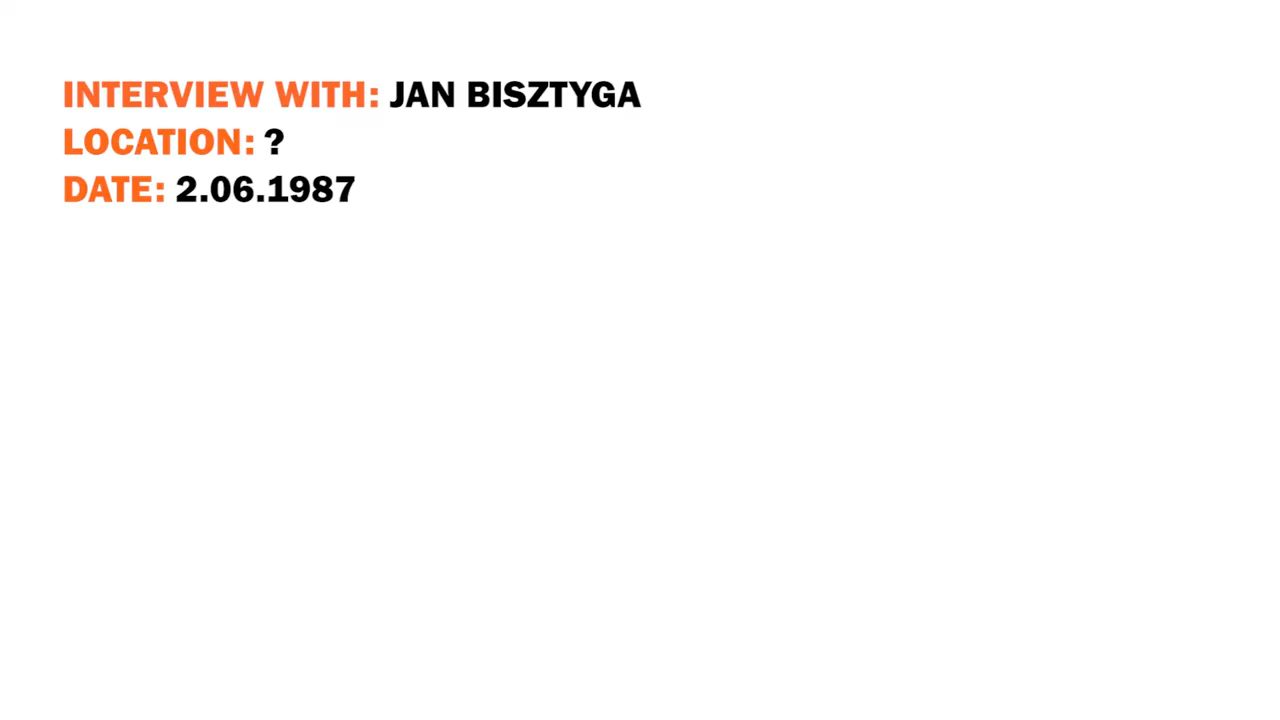 INTERVIEW WITH: JAN BISZTYGA
LOCATION: ?
DATE: 2.06.1987